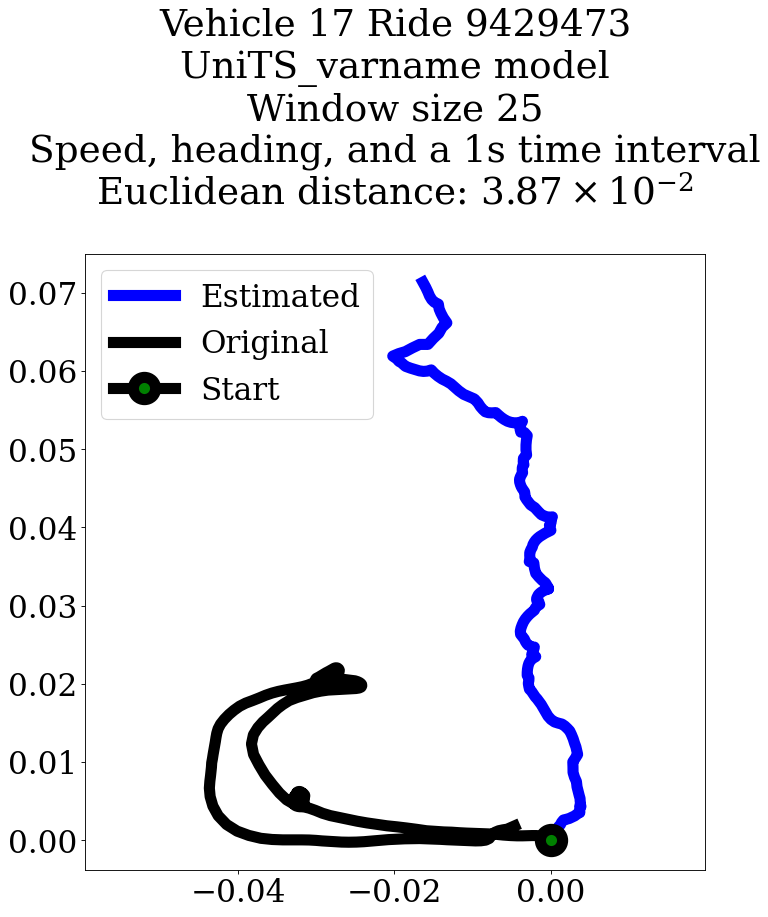 Vehicle 17 Ride 9429473
UniTS_varname model
Window size 25
Speed, heading, and a 1s time interval
Euclidean distance: 3.87 × 10⁻²
Estimated
Original
Start
0.07
0.06
0.05
0.04
0.03
0.02
0.01
0.00
−0.04
−0.02
0.00